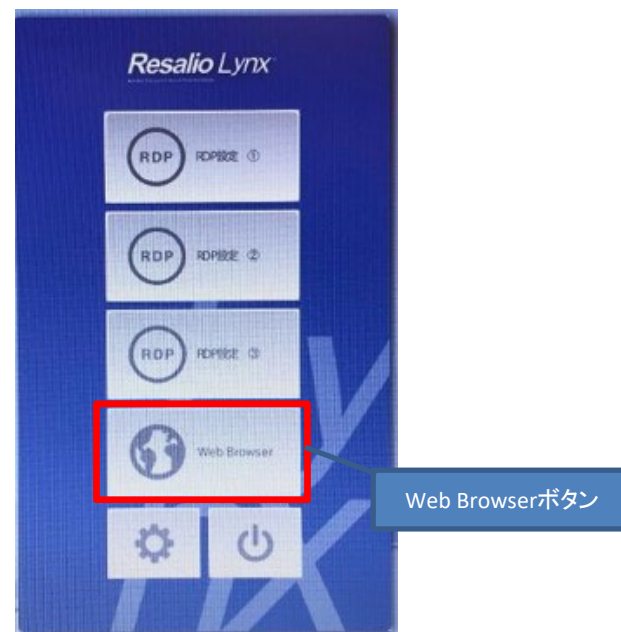 Resalio Lynx
RDP
RDP設定 ①
RDP
RDP設定 ②
RDP
RDP設定 ③
Web Browser
Web Browserボタン